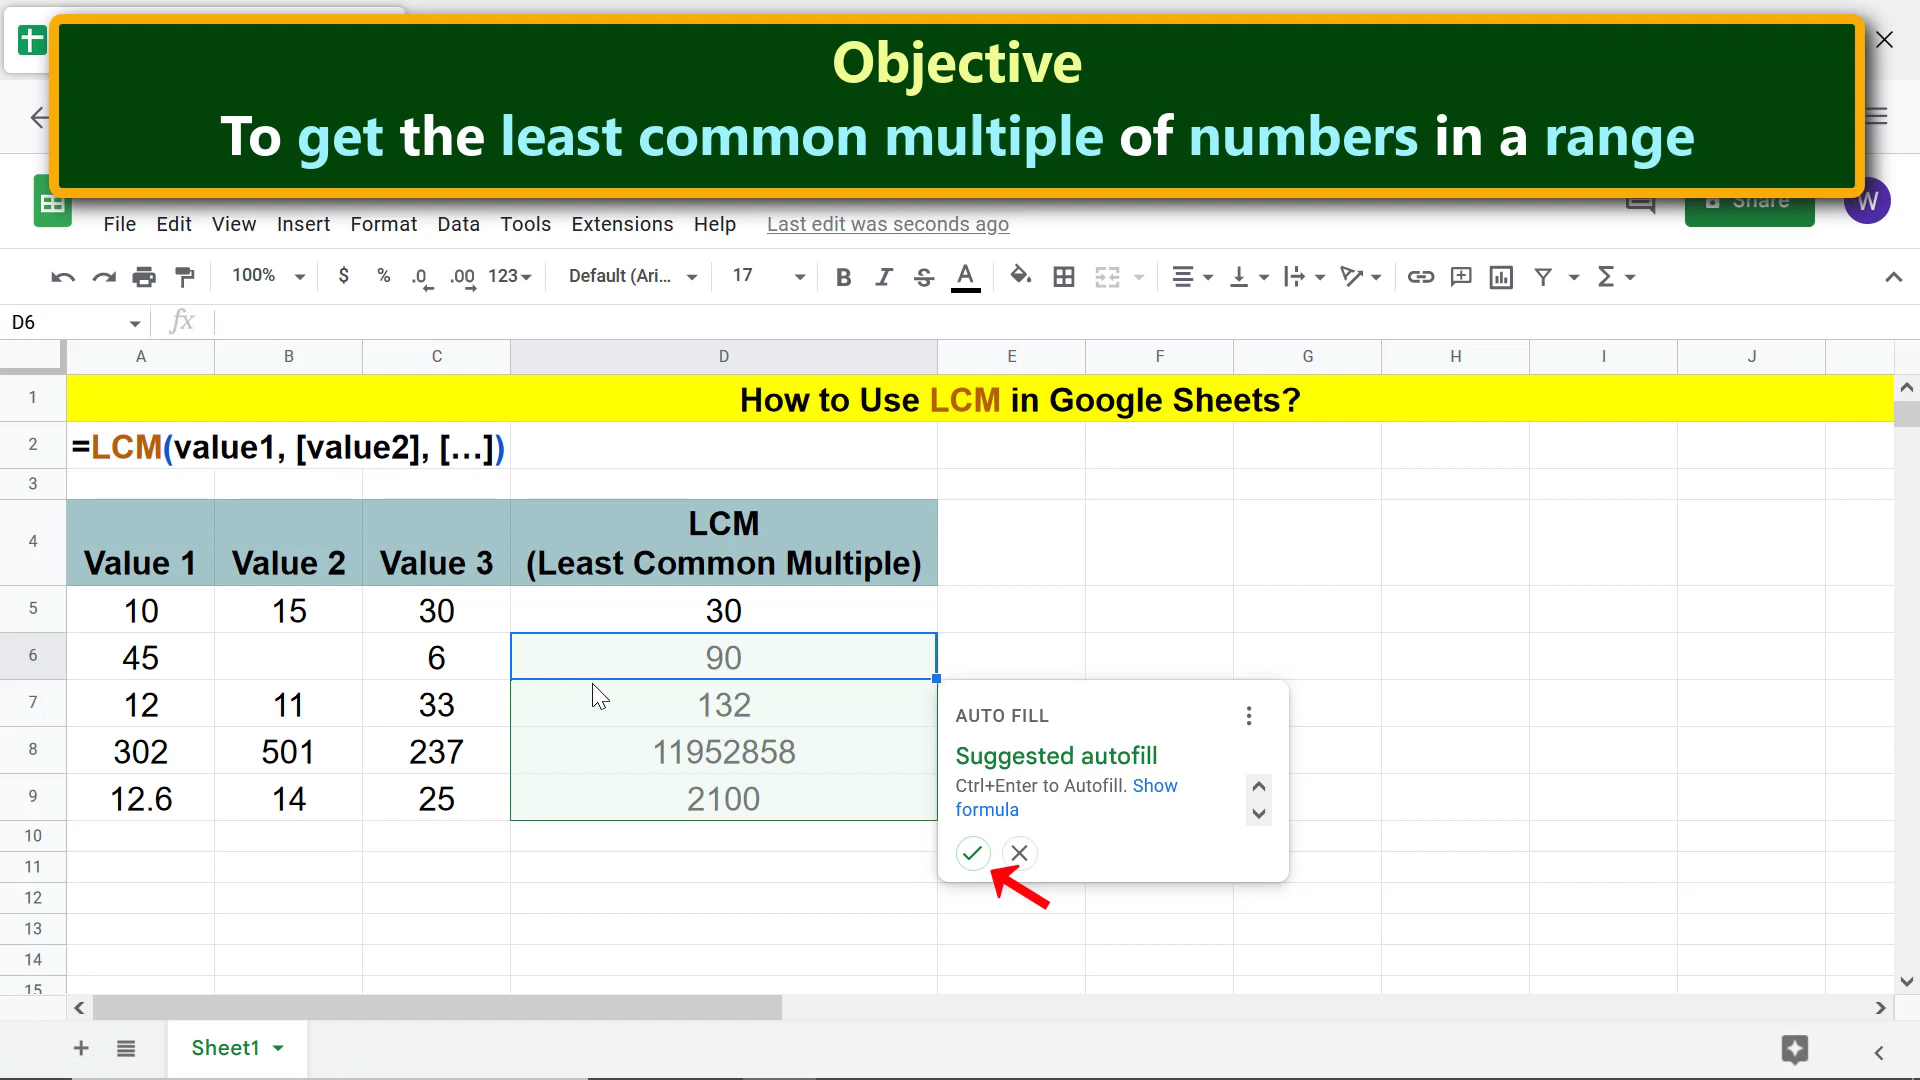 Objective
To get the least common multiple of numbers in a range
Share
W
File Edit View Insert Format Data Tools Extensions Help Last edit was seconds ago
100% $ % .0 .00 123 Default (Ari... 17 B I S A
D6 fx
A B C D E F G H I J
1 How to Use LCM in Google Sheets?
2 =LCM(value1, [value2], [...])
3
4 Value 1 Value 2 Value 3 LCM
(Least Common Multiple)
5 10 15 30 30
6 45 6 90
7 12 11 33 132
8 302 501 237 11952858
9 12.6 14 25 2100
10
11
12
13
14
15
AUTO FILL
Suggested autofill
Ctrl+Enter to Autofill. Show
formula
Sheet1